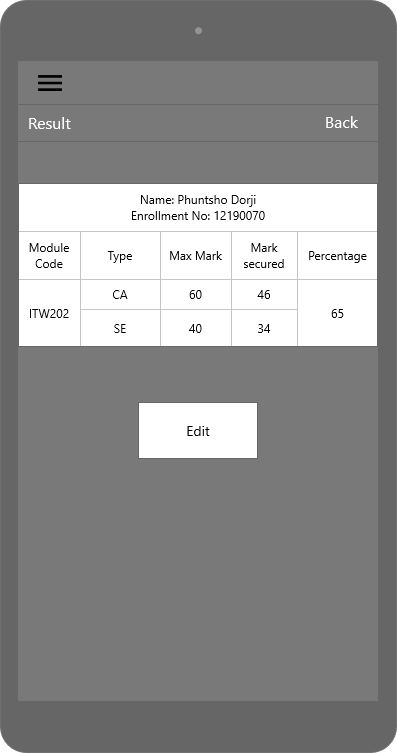 Result
Back
Name: Phuntsho Dorji
Enrollment No: 12190070
Module
Code
Type
Max Mark
Mark
secured
Percentage
ITW202
CA
60
46
65
SE
40
34
Edit